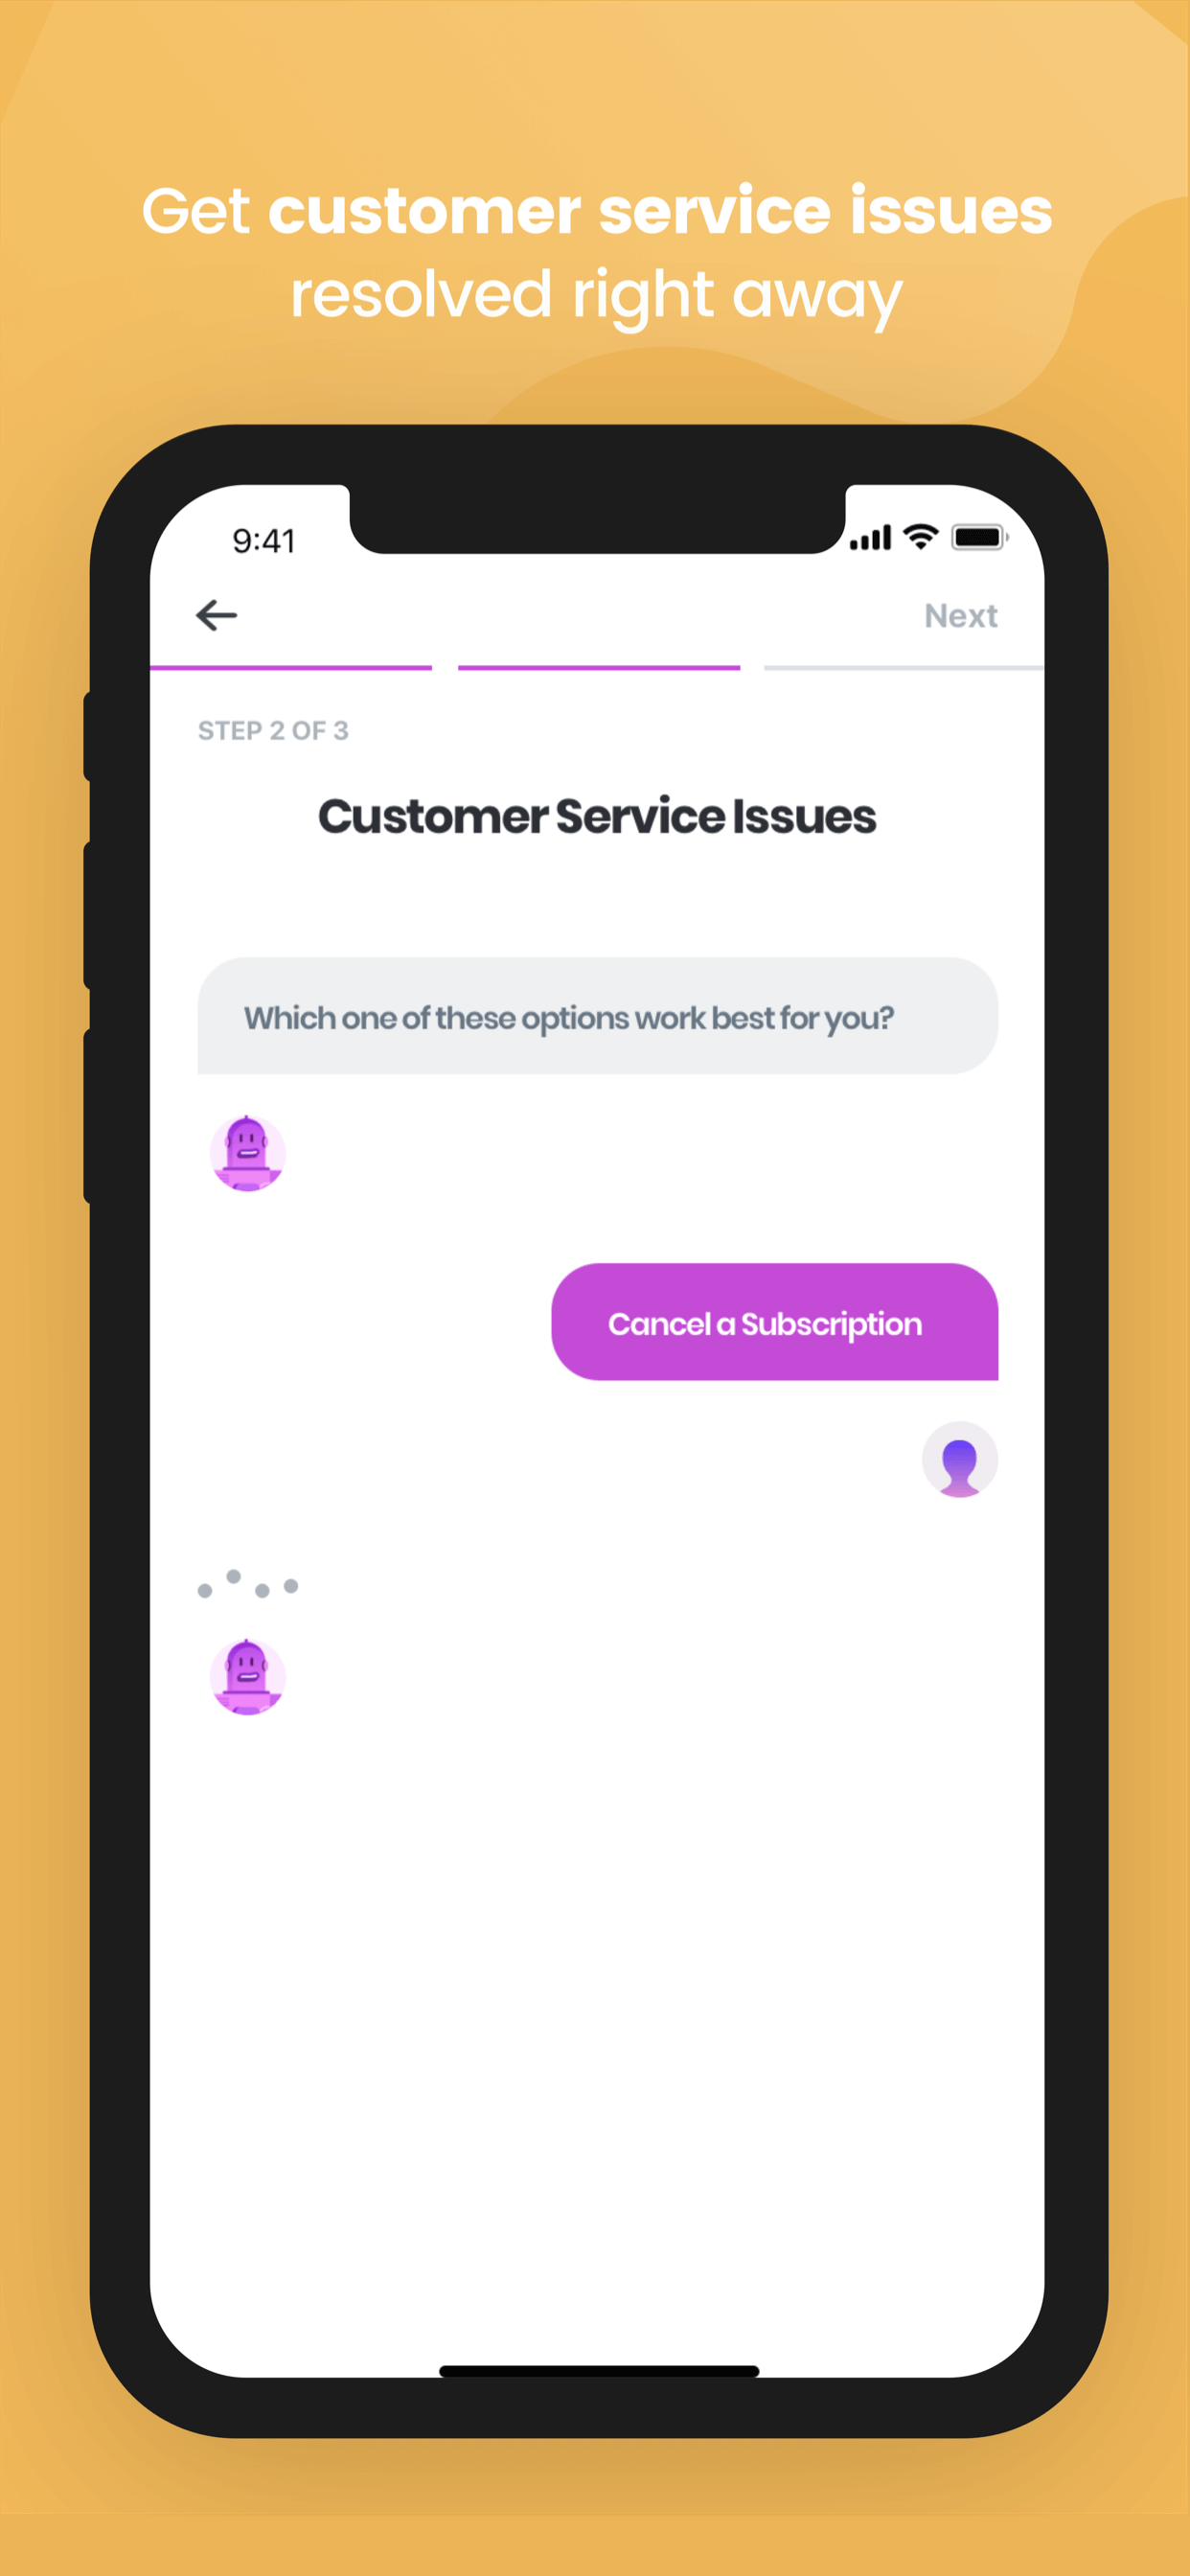 Get customer service issues
resolved right away
9:41
Next
STEP 2 OF 3
Customer Service Issues
Which one of these options work best for you?
Cancel a Subscription